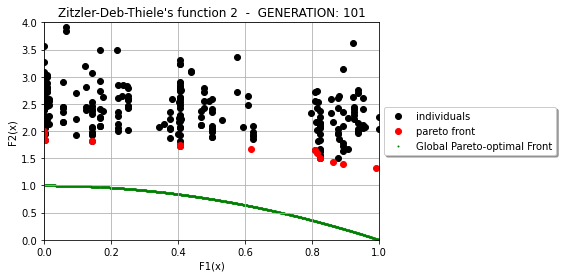 Zitzler-Deb-Thiele's function 2  -  GENERATION: 101
4.0
3.5
3.0
2.5
2.0
1.5
1.0
0.5
0.0
F2(x)
0.0 0.2 0.4 0.6 0.8 1.0
F1(x)
individuals
pareto front
Global Pareto-optimal Front